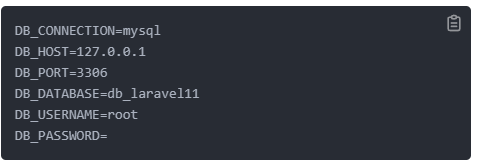 DB_CONNECTION=mysql
DB_HOST=127.0.0.1
DB_PORT=3306
DB_DATABASE=db_laravel11
DB_USERNAME=root
DB_PASSWORD=